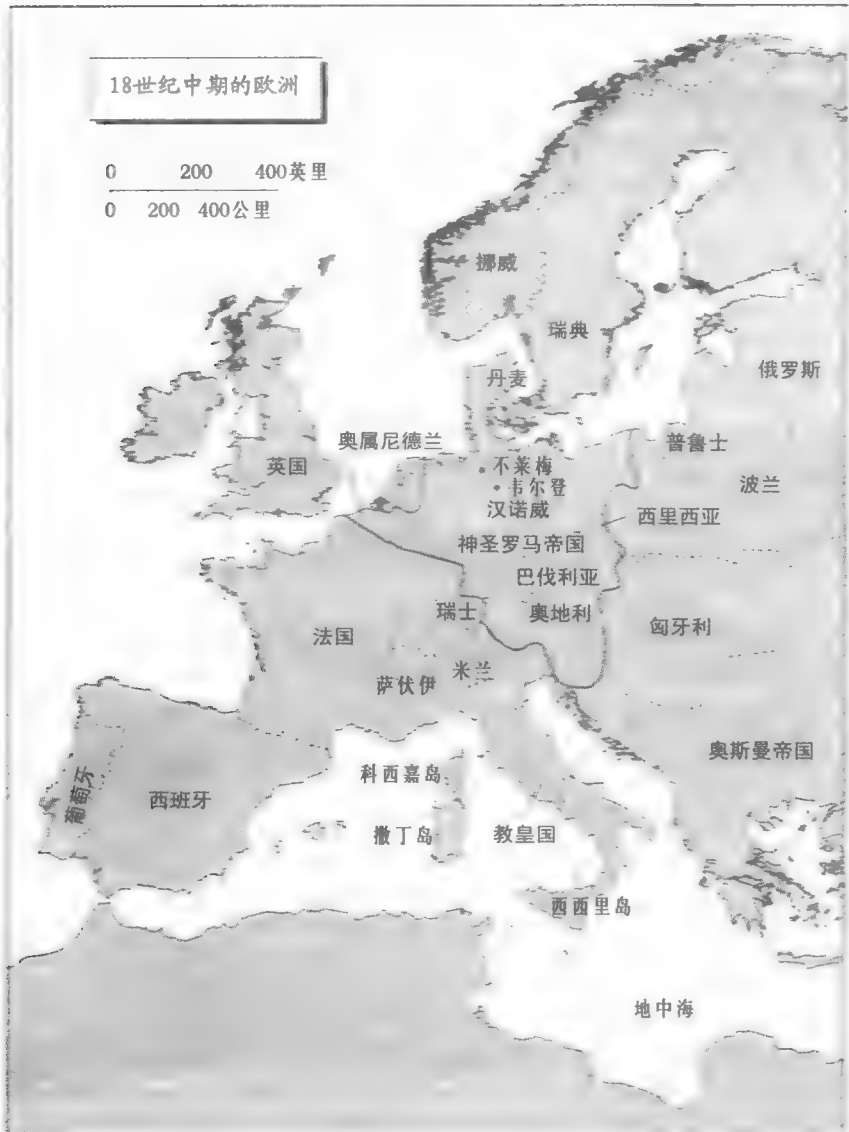 18世纪中期的欧洲
0 200 400英里
0 200 400公里
挪威
瑞典
俄罗斯
丹麦
奥属尼德兰
普鲁士
英国
不莱梅
韦尔登
波兰
汉诺威
西里西亚
神圣罗马帝国
巴伐利亚
瑞士
奥地利
匈牙利
法国
米兰
萨伏伊
奥斯曼帝国
科西嘉岛
葡萄牙
西班牙
撒丁岛
教皇国
西西里岛
地中海